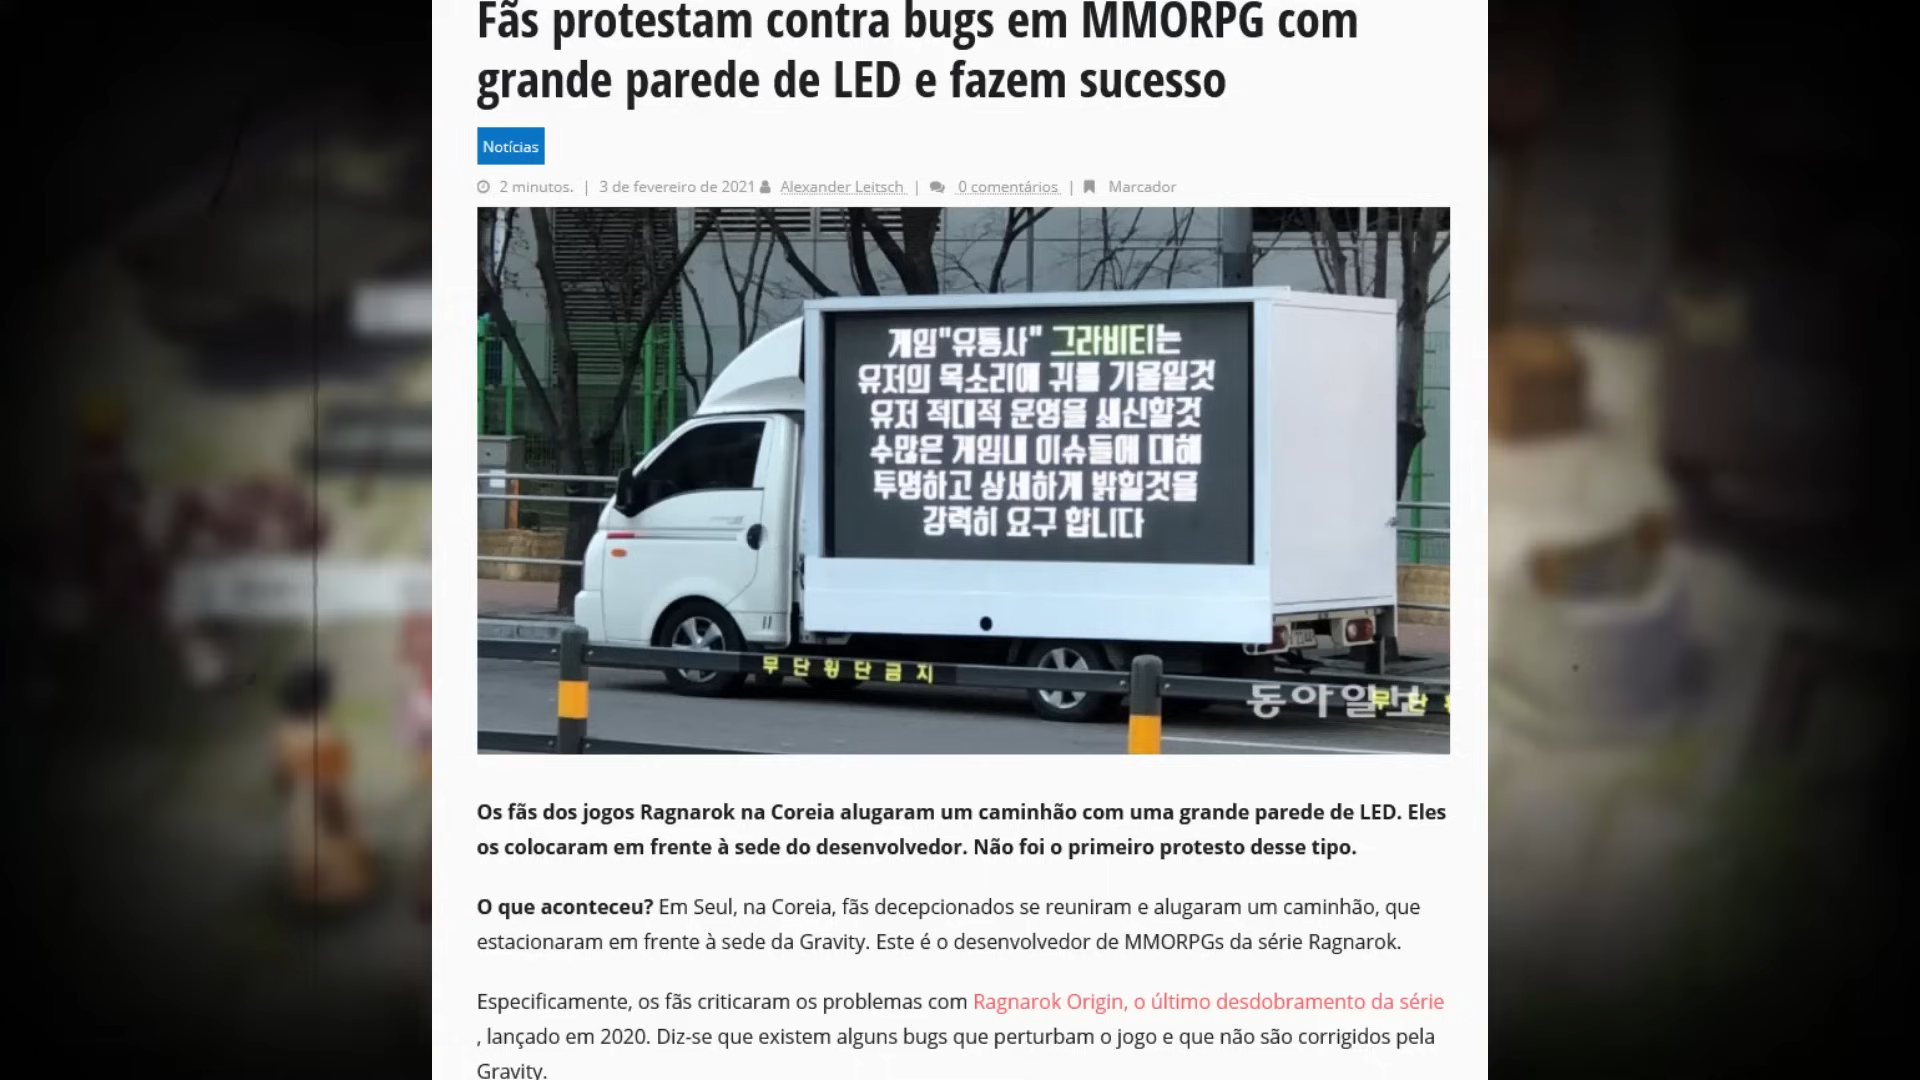 Fãs protestam contra bugs em MMORPG com
grande parede de LED e fazem sucesso
Notícias
2 minutos. | 3 de fevereiro de 2021 Alexander Leitsch | 0 comentários | Marcador
게임"유통사" 그라비티는
유저의 목소리에 귀를 기울일것
유저 적대적 운영을 쇄신할것
수많은 게임내 이슈들에 대해
투명하고 상세하게 밝힐것을
강력히 요구 합니다
무단횡단금지
동아일보
Os fãs dos jogos Ragnarok na Coreia alugaram um caminhão com uma grande parede de LED. Eles
os colocaram em frente à sede do desenvolvedor. Não foi o primeiro protesto desse tipo.
O que aconteceu? Em Seul, na Coreia, fãs decepcionados se reuniram e alugaram um caminhão, que
estacionaram em frente à sede da Gravity. Este é o desenvolvedor de MMORPGs da série Ragnarok.
Especificamente, os fãs criticaram os problemas com Ragnarok Origin, o último desdobramento da série
, lançado em 2020. Diz-se que existem alguns bugs que perturbam o jogo e que não são corrigidos pela
Gravity.